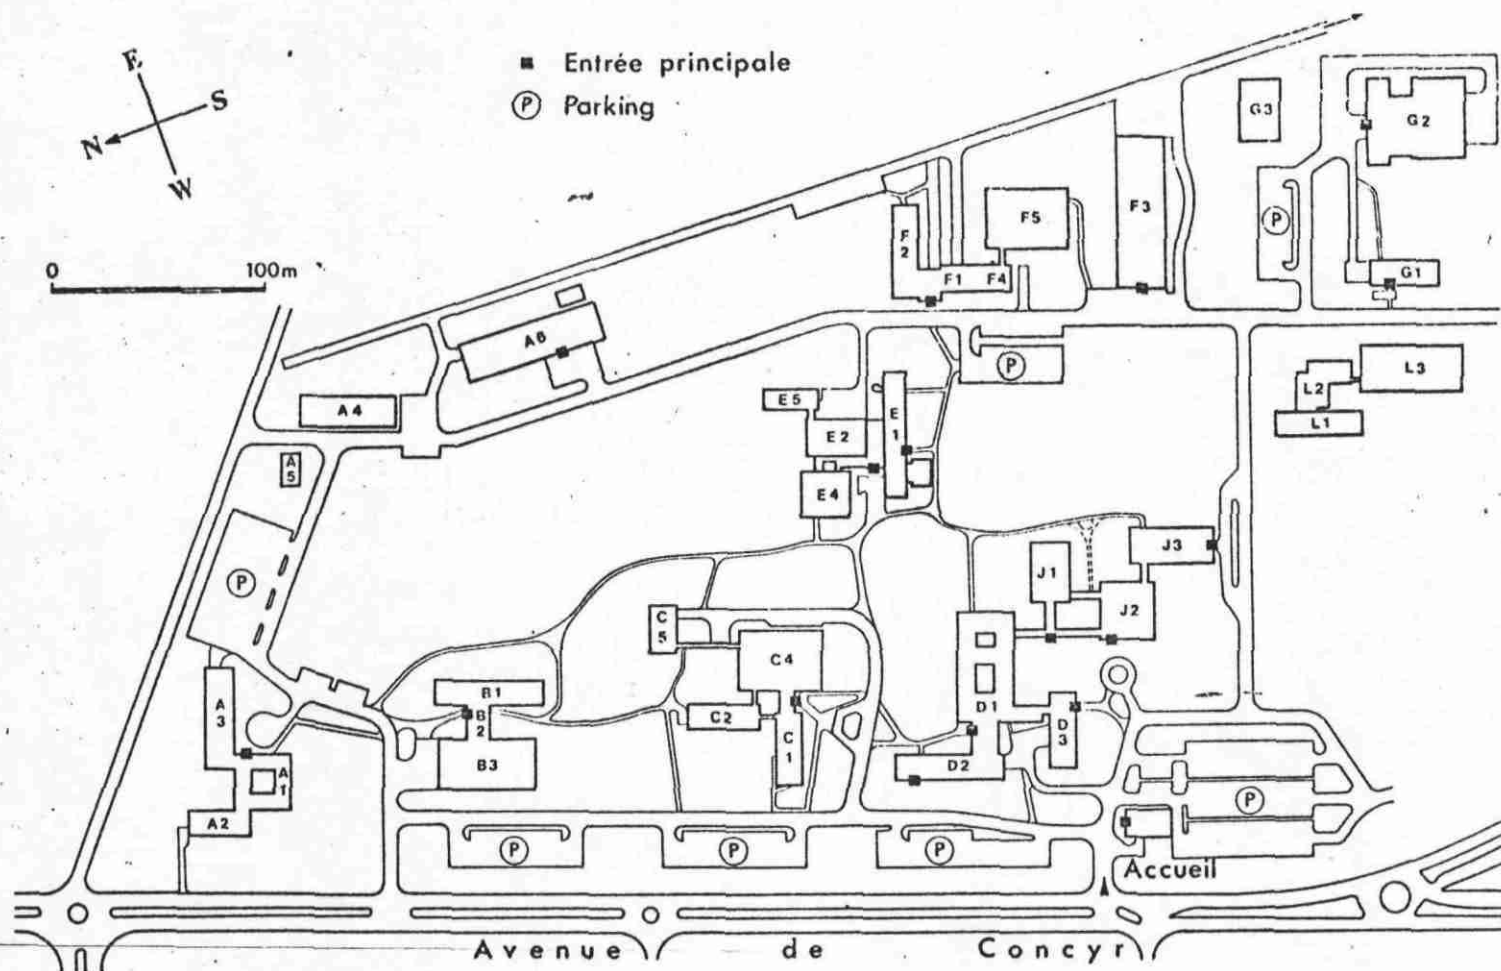 E
S
N
W
Entrée principale
P Parking
0 100m
G3
G2
F3
F5
F2
P
F1 F4
G1
A6
P
L3
L2
L1
A4
E5
E1
E2
A5
E4
J3
P
J1
J2
C5
C4
B1
A3
B2
C2
D1
C1
D3
B3
D2
A1
P
A2
P
P
P
Accueil
Avenue de Concyr